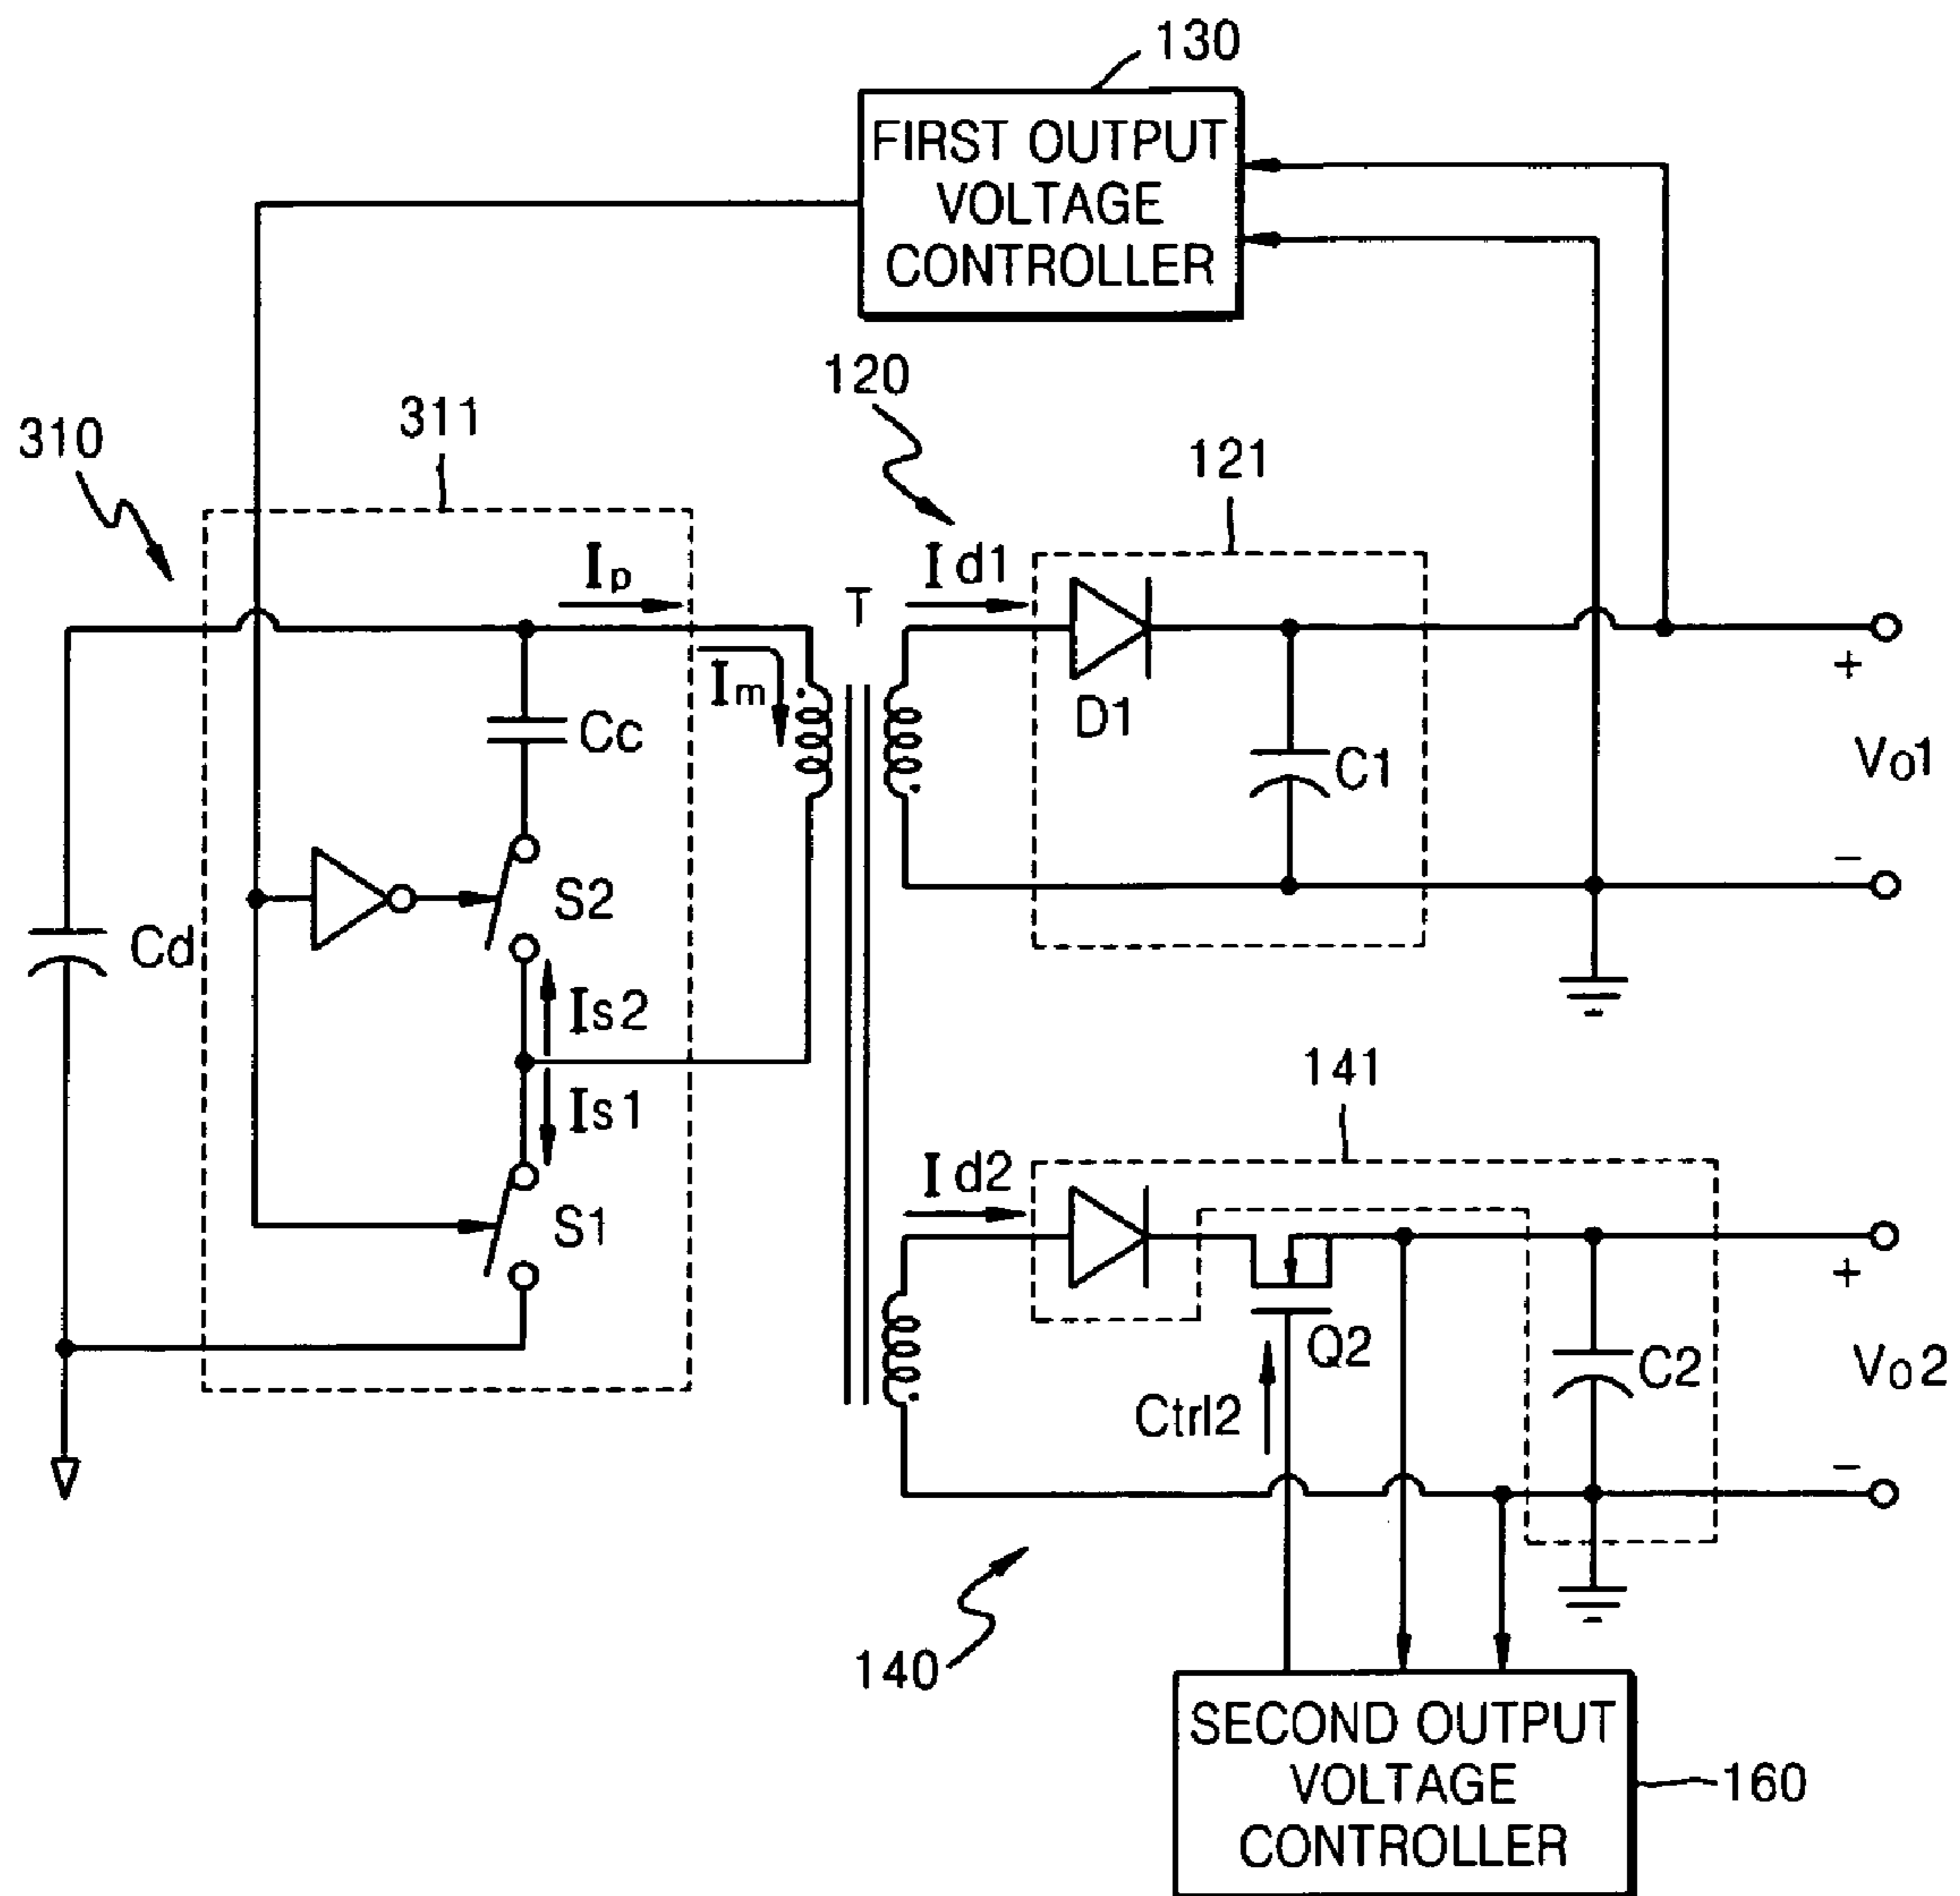 130
FIRST OUTPUT
VOLTAGE
CONTROLLER
120
311
310
121
Ip
Id1
T
Im
D1
Cc
C1
+
Vo1
−
S2
Cd
Is2
141
Is1
Id2
S1
+
Q2
C2
Vo2
Ctrl2
−
140
SECOND OUTPUT
VOLTAGE
CONTROLLER
160